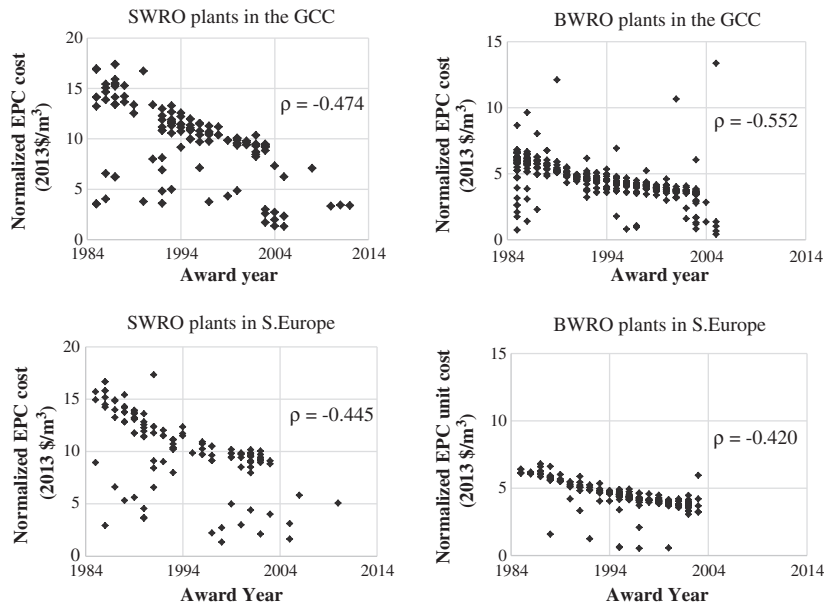 SWRO plants in the GCC
Normalized EPC cost
(2013$/m³)
20
15
10
5
0
ρ = -0.474
1984
1994
2004
2014
Award year
BWRO plants in the GCC
Normalized EPC cost
(2013 $/m³)
15
10
5
0
ρ = -0.552
1984
1994
2004
2014
Award year
SWRO plants in S.Europe
Normalized EPC cost
(2013 $/m³)
20
15
10
5
0
ρ = -0.445
1984
1994
2004
2014
Award Year
BWRO plants in S.Europe
Normalized EPC unit cost
(2013 $/m³)
15
10
5
0
ρ = -0.420
1984
1994
2004
2014
Award Year